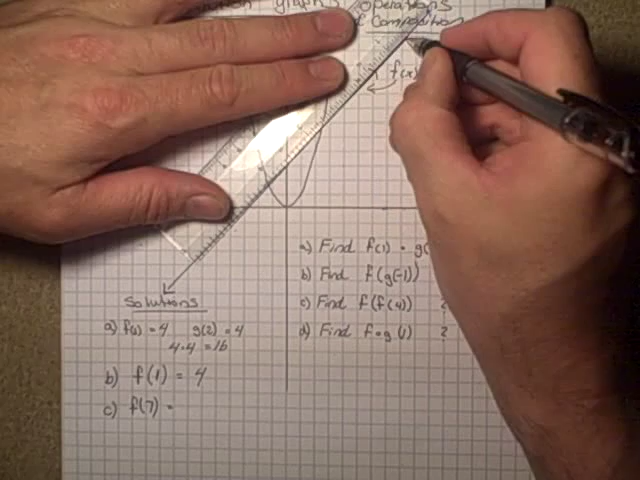 graphs operations
f Composition
f(x)
a) Find f(1) • g(
b) Find f(g(-1))
c) Find f(f(4)) ?
d) Find f∘g(1) ?
Solutions
a) f(1) = 4 g(2) = 4
4·4 = 16
b) f(1) = 4
c) f(7) =